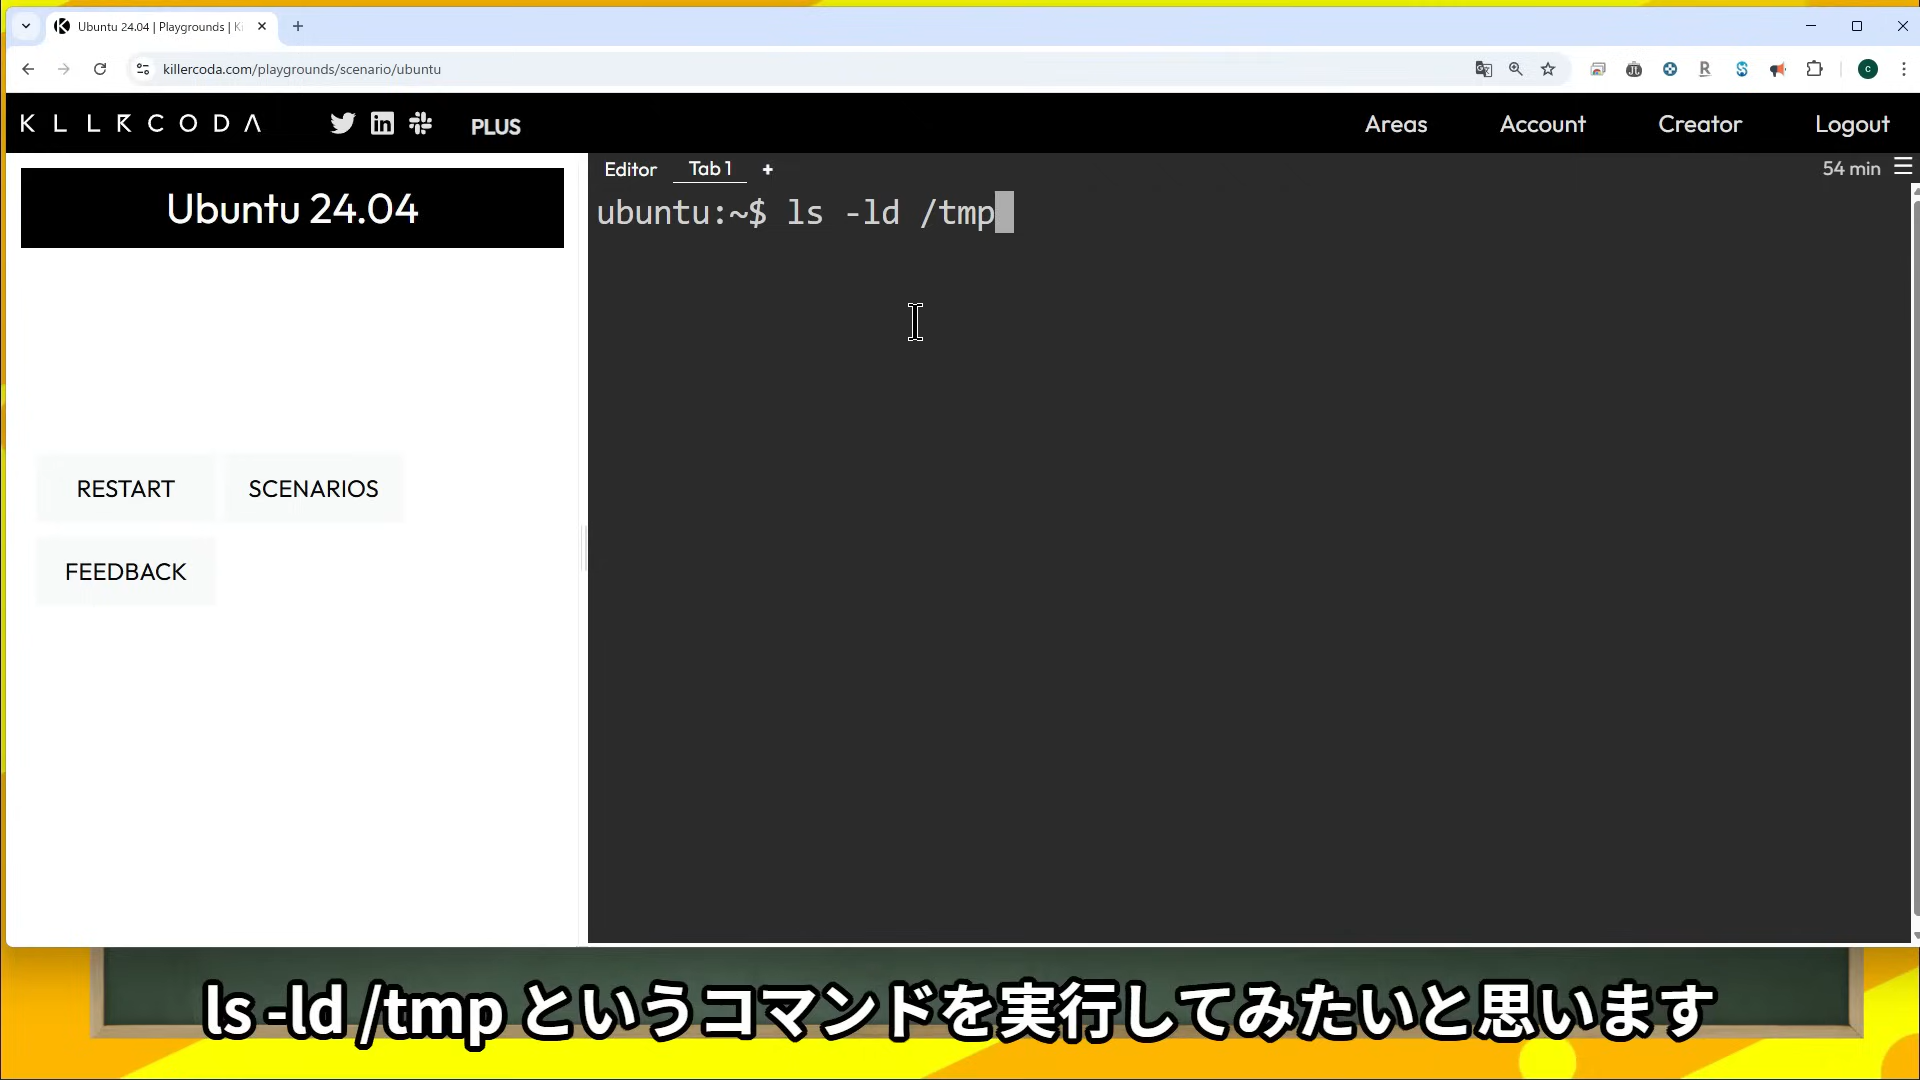 Ubuntu 24.04 | Playgrounds | K
killercoda.com/playgrounds/scenario/ubuntu
KLLRCODA
PLUS
Areas
Account
Creator
Logout
Ubuntu 24.04
Editor
Tab 1
+
54 min
ubuntu:~$ ls -ld /tmp
RESTART
SCENARIOS
FEEDBACK
ls -ld /tmp というコマンドを実行してみたいと思います